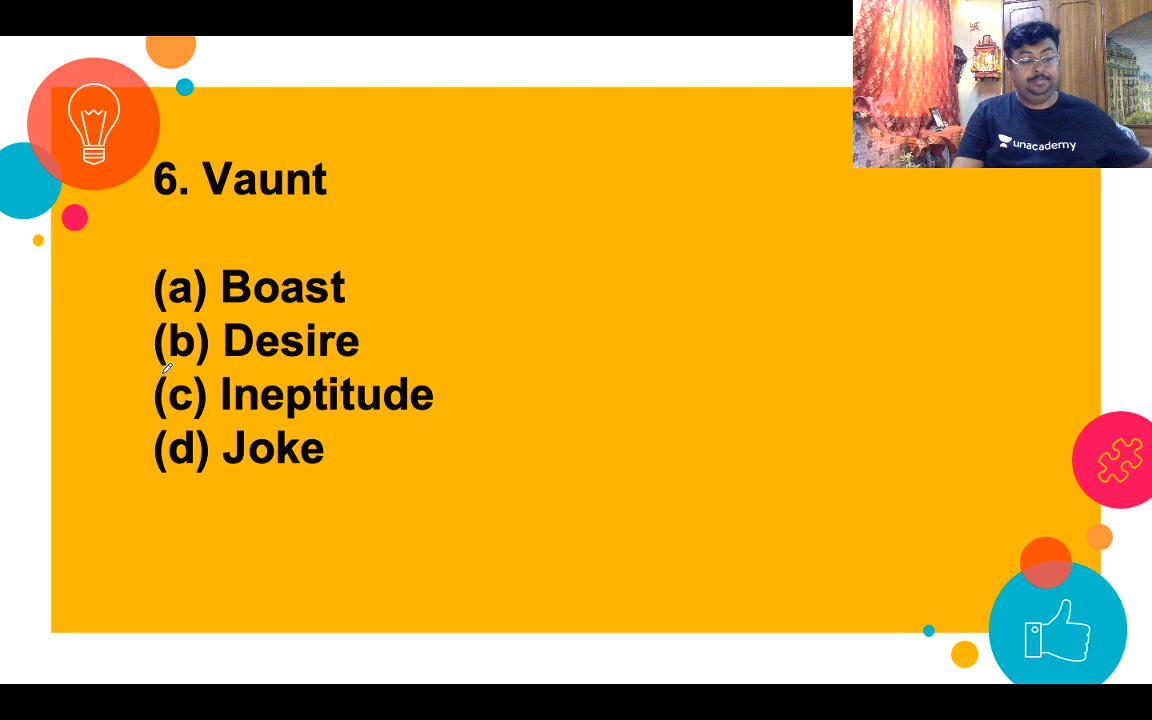 6. Vaunt
(a) Boast
(b) Desire
(c) Ineptitude
(d) Joke
unacademy